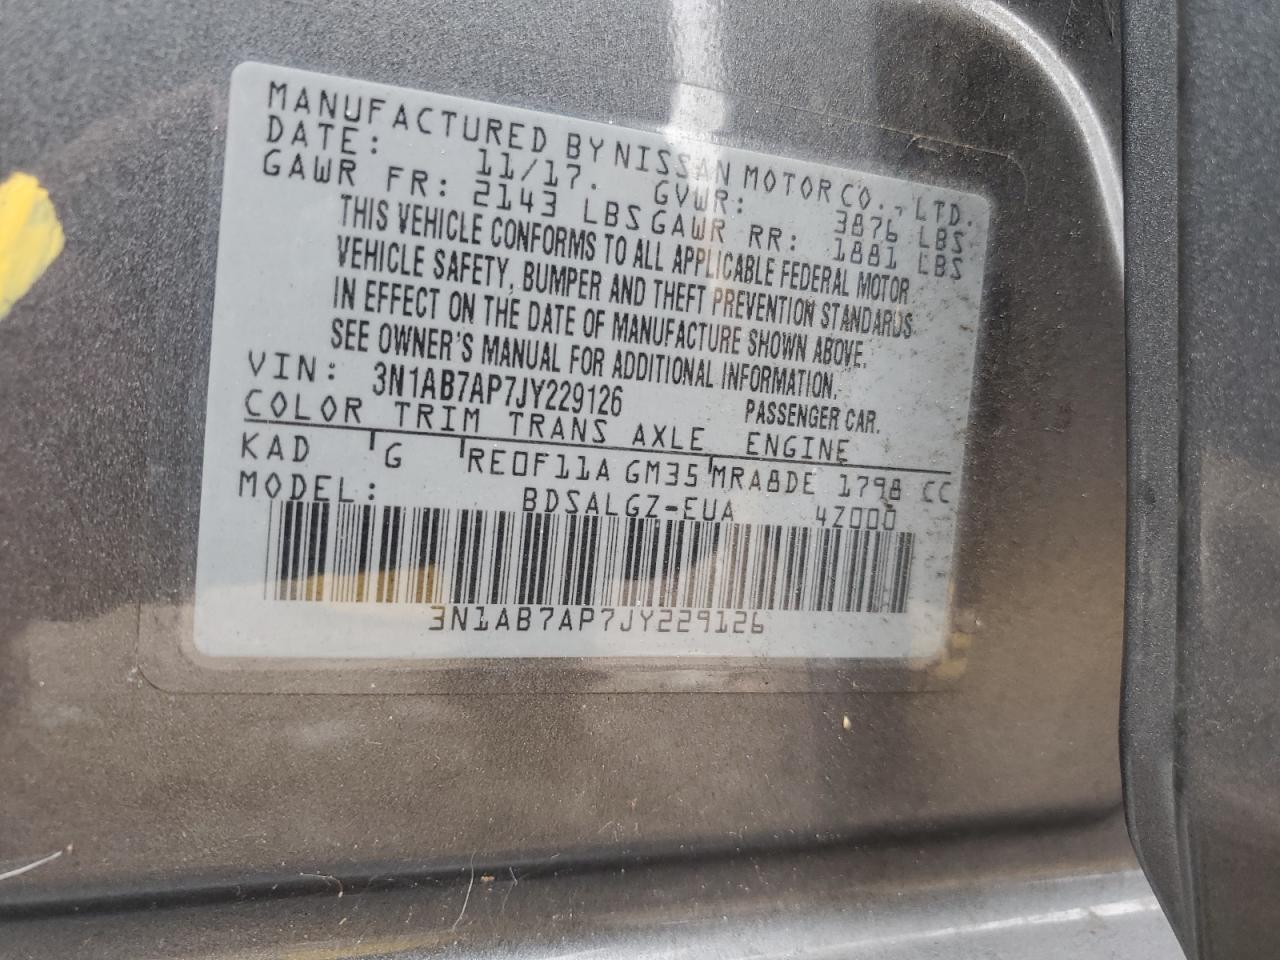 MANUFACTURED BY NISSAN MOTOR CO., LTD.
DATE: 11/17. GVWR: 3876 LBS
GAWR FR: 2143 LBS GAWR RR: 1881 LBS
THIS VEHICLE CONFORMS TO ALL APPLICABLE FEDERAL MOTOR
VEHICLE SAFETY, BUMPER AND THEFT PREVENTION STANDARDS
IN EFFECT ON THE DATE OF MANUFACTURE SHOWN ABOVE.
SEE OWNER'S MANUAL FOR ADDITIONAL INFORMATION.
VIN: 3N1AB7AP7JY229126 PASSENGER CAR.
COLOR TRIM TRANS AXLE ENGINE
KAD G RE0F11A GM35 MRA8DE 1798 CC
MODEL: BDSALGZ-EUA 4Z000
3N1AB7AP7JY229126